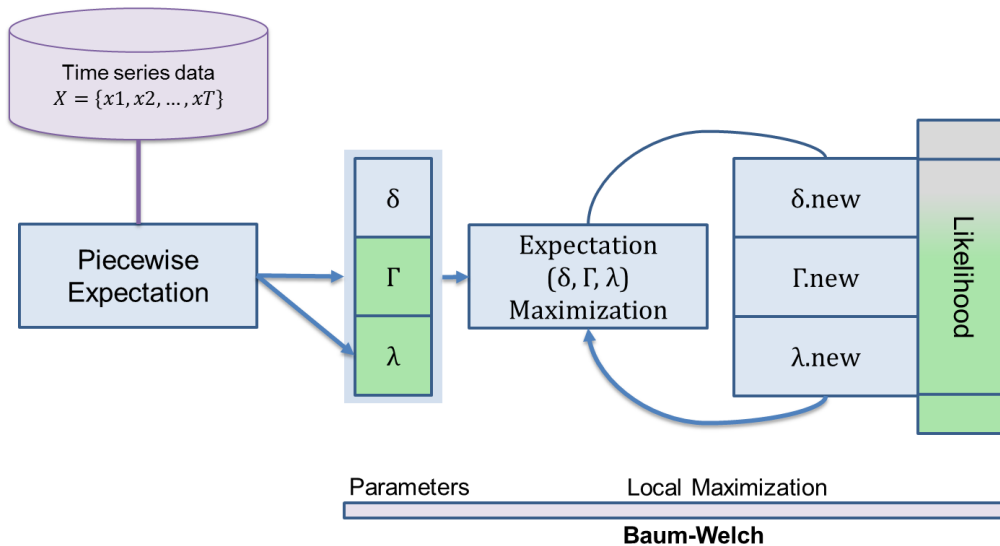 Time series data
X = {x1, x2, … , xT}
Piecewise
Expectation
δ
Γ
λ
Expectation
(δ, Γ, λ)
Maximization
δ.new
Γ.new
λ.new
Likelihood
Parameters
Local Maximization
Baum-Welch